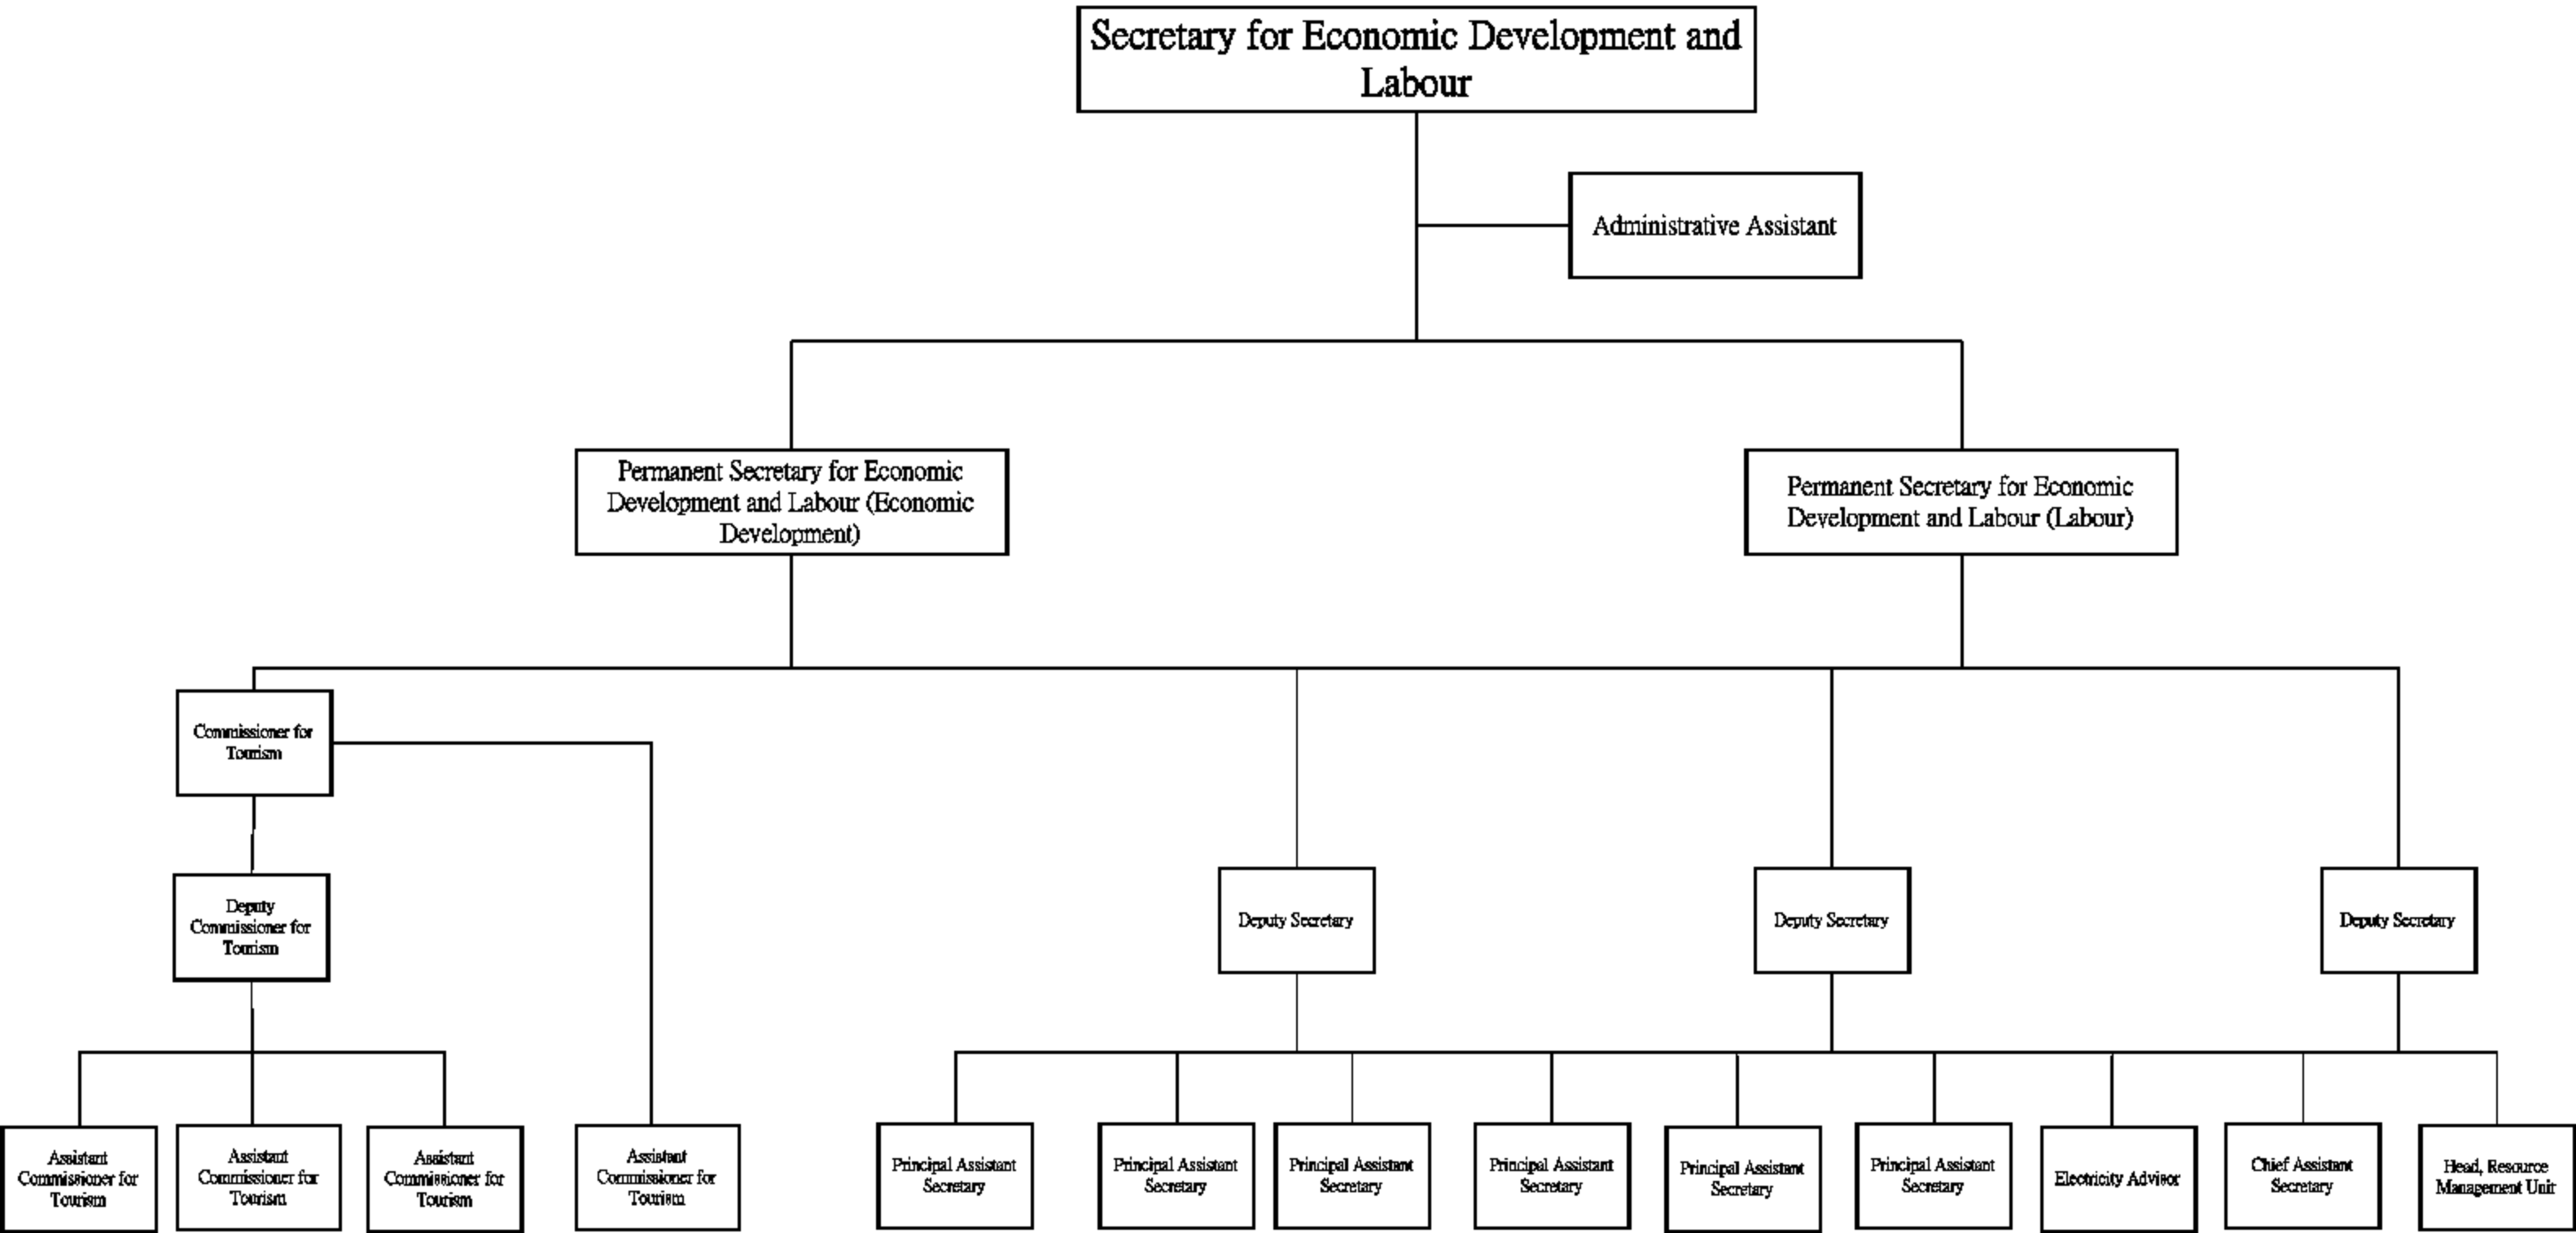 Secretary for Economic Development and
Labour
Administrative Assistant
Permanent Secretary for Economic
Development and Labour (Economic
Development)
Permanent Secretary for Economic
Development and Labour (Labour)
Commissioner for
Tourism
Deputy
Commissioner for
Tourism
Deputy Secretary
Deputy Secretary
Deputy Secretary
Assistant
Commissioner for
Tourism
Assistant
Commissioner for
Tourism
Assistant
Commissioner for
Tourism
Assistant
Commissioner for
Tourism
Principal Assistant
Secretary
Principal Assistant
Secretary
Principal Assistant
Secretary
Principal Assistant
Secretary
Principal Assistant
Secretary
Principal Assistant
Secretary
Electricity Advisor
Chief Assistant
Secretary
Head, Resource
Management Unit